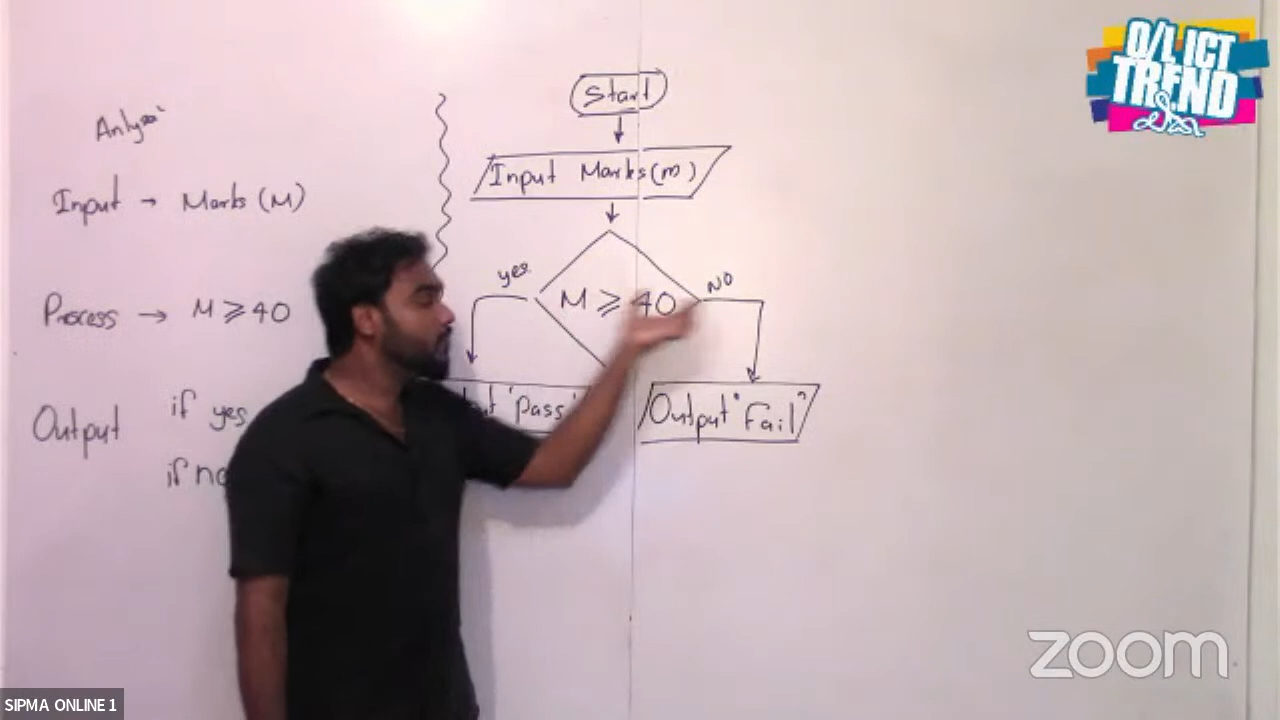 Anlysis
Input → Marks (M)
Process → M ⩾ 40
Output if yes
if no
Start
Input Marks(m)
M ⩾ 40
yes
NO
'Pass'
Output "Fail"
O/L ICT
TREND
zoom
SIPMA ONLINE 1